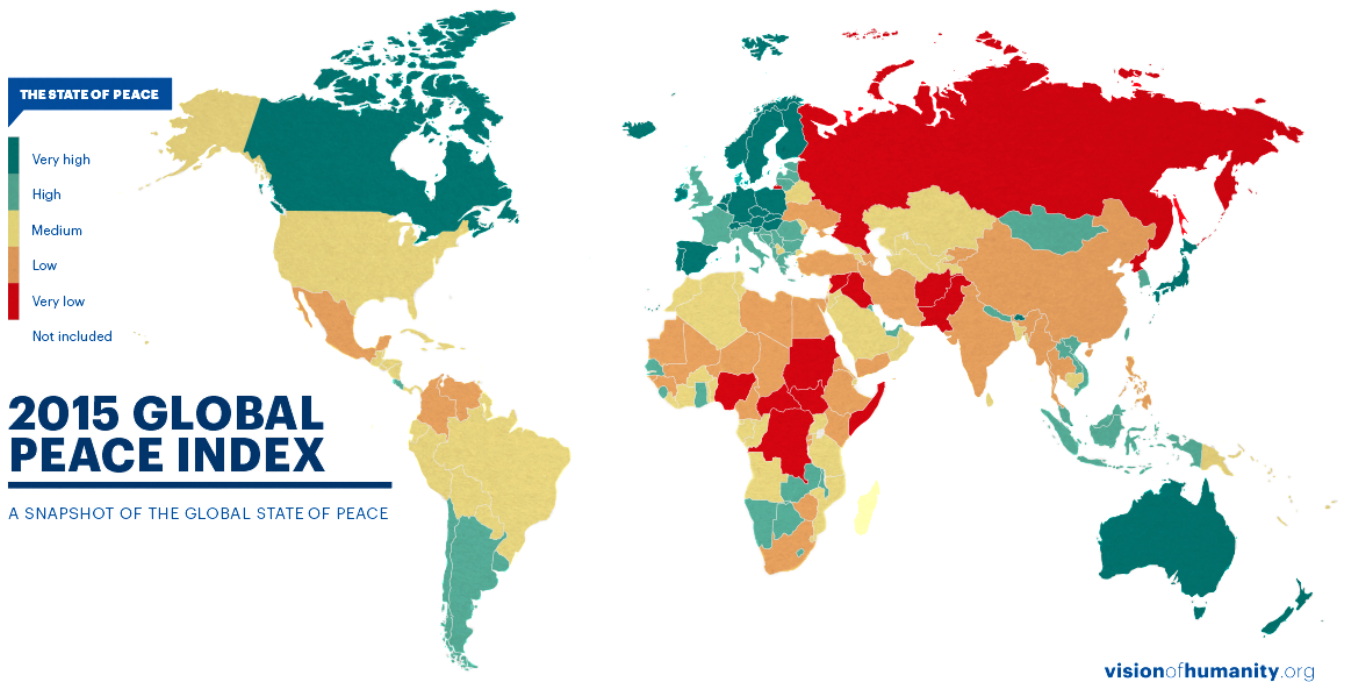 THE STATE OF PEACE
Very high
High
Medium
Low
Very low
Not included
2015 GLOBAL
PEACE INDEX
A SNAPSHOT OF THE GLOBAL STATE OF PEACE
visionofhumanity.org